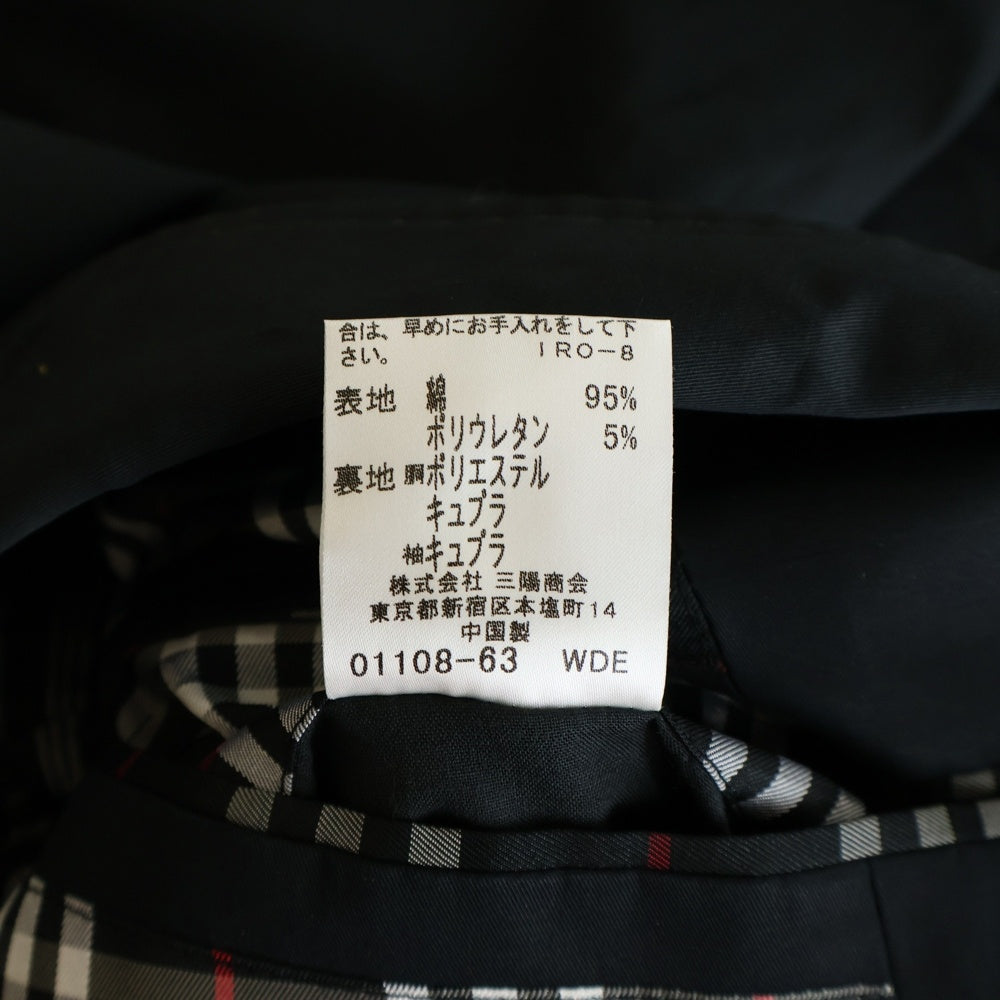 合は、早めにお手入れをして下
さい。 IRO-8
表地 綿 95%
ポリウレタン 5%
裏地 胴ポリエステル
キュプラ
袖キュプラ
株式会社 三陽商会
東京都新宿区本塩町14
中国製
01108-63 WDE